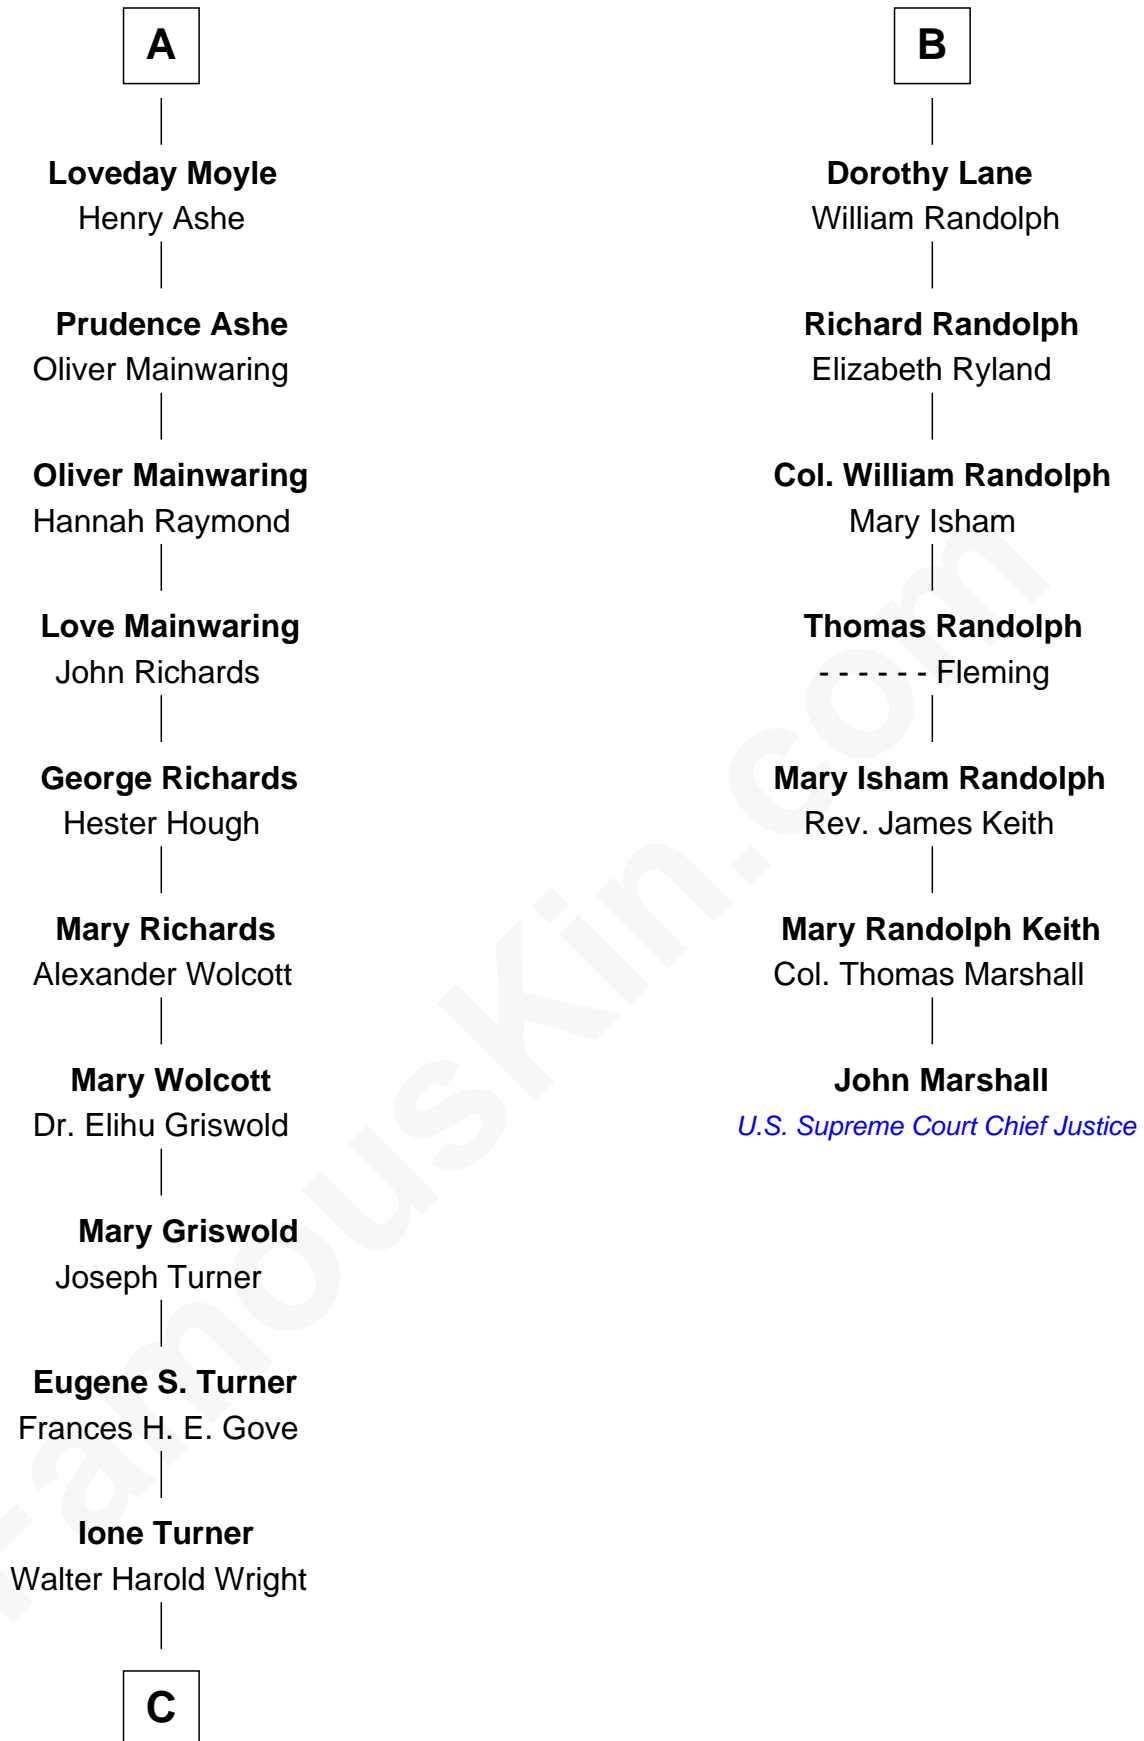 A
Loveday Moyle
Henry Ashe
Prudence Ashe
Oliver Mainwaring
Oliver Mainwaring
Hannah Raymond
Love Mainwaring
John Richards
George Richards
Hester Hough
Mary Richards
Alexander Wolcott
Mary Wolcott
Dr. Elihu Griswold
Mary Griswold
Joseph Turner
Eugene S. Turner
Frances H. E. Gove
Ione Turner
Walter Harold Wright
C
B
Dorothy Lane
William Randolph
Richard Randolph
Elizabeth Ryland
Col. William Randolph
Mary Isham
Thomas Randolph
- - - - - - Fleming
Mary Isham Randolph
Rev. James Keith
Mary Randolph Keith
Col. Thomas Marshall
John Marshall
U.S. Supreme Court Chief Justice
FamousKin.com